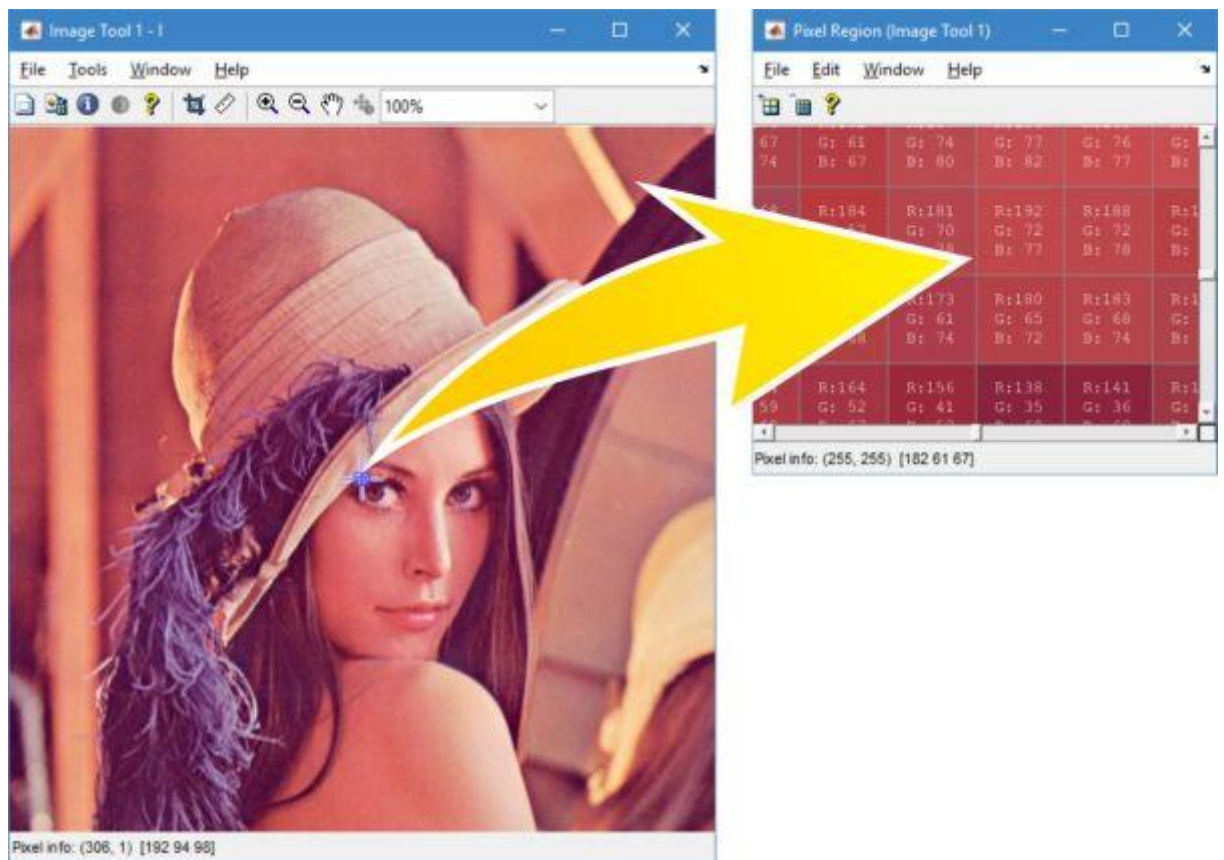 Image Tool 1 - I
File Tools Window Help
100%
Pixel info: (306, 1) [192 94 98]
Pixel Region (Image Tool 1)
File Edit Window Help
67 G: 61 G: 74 G: 77 G: 76 G:
74 B: 67 B: 80 B: 82 B: 77 B:
R:184 R:181 R:192 R:188 R:1
G: 70 G: 72 G: 72 G:
B: 77 B: 78 B:
R:173 R:180 R:183 R:1
G: 61 G: 65 G: 68 G:
B: 74 B: 72 B: 74 B:
R:164 R:156 R:138 R:141 R:1
59 G: 52 G: 41 G: 35 G: 36 G:
Pixel info: (255, 255) [182 61 67]